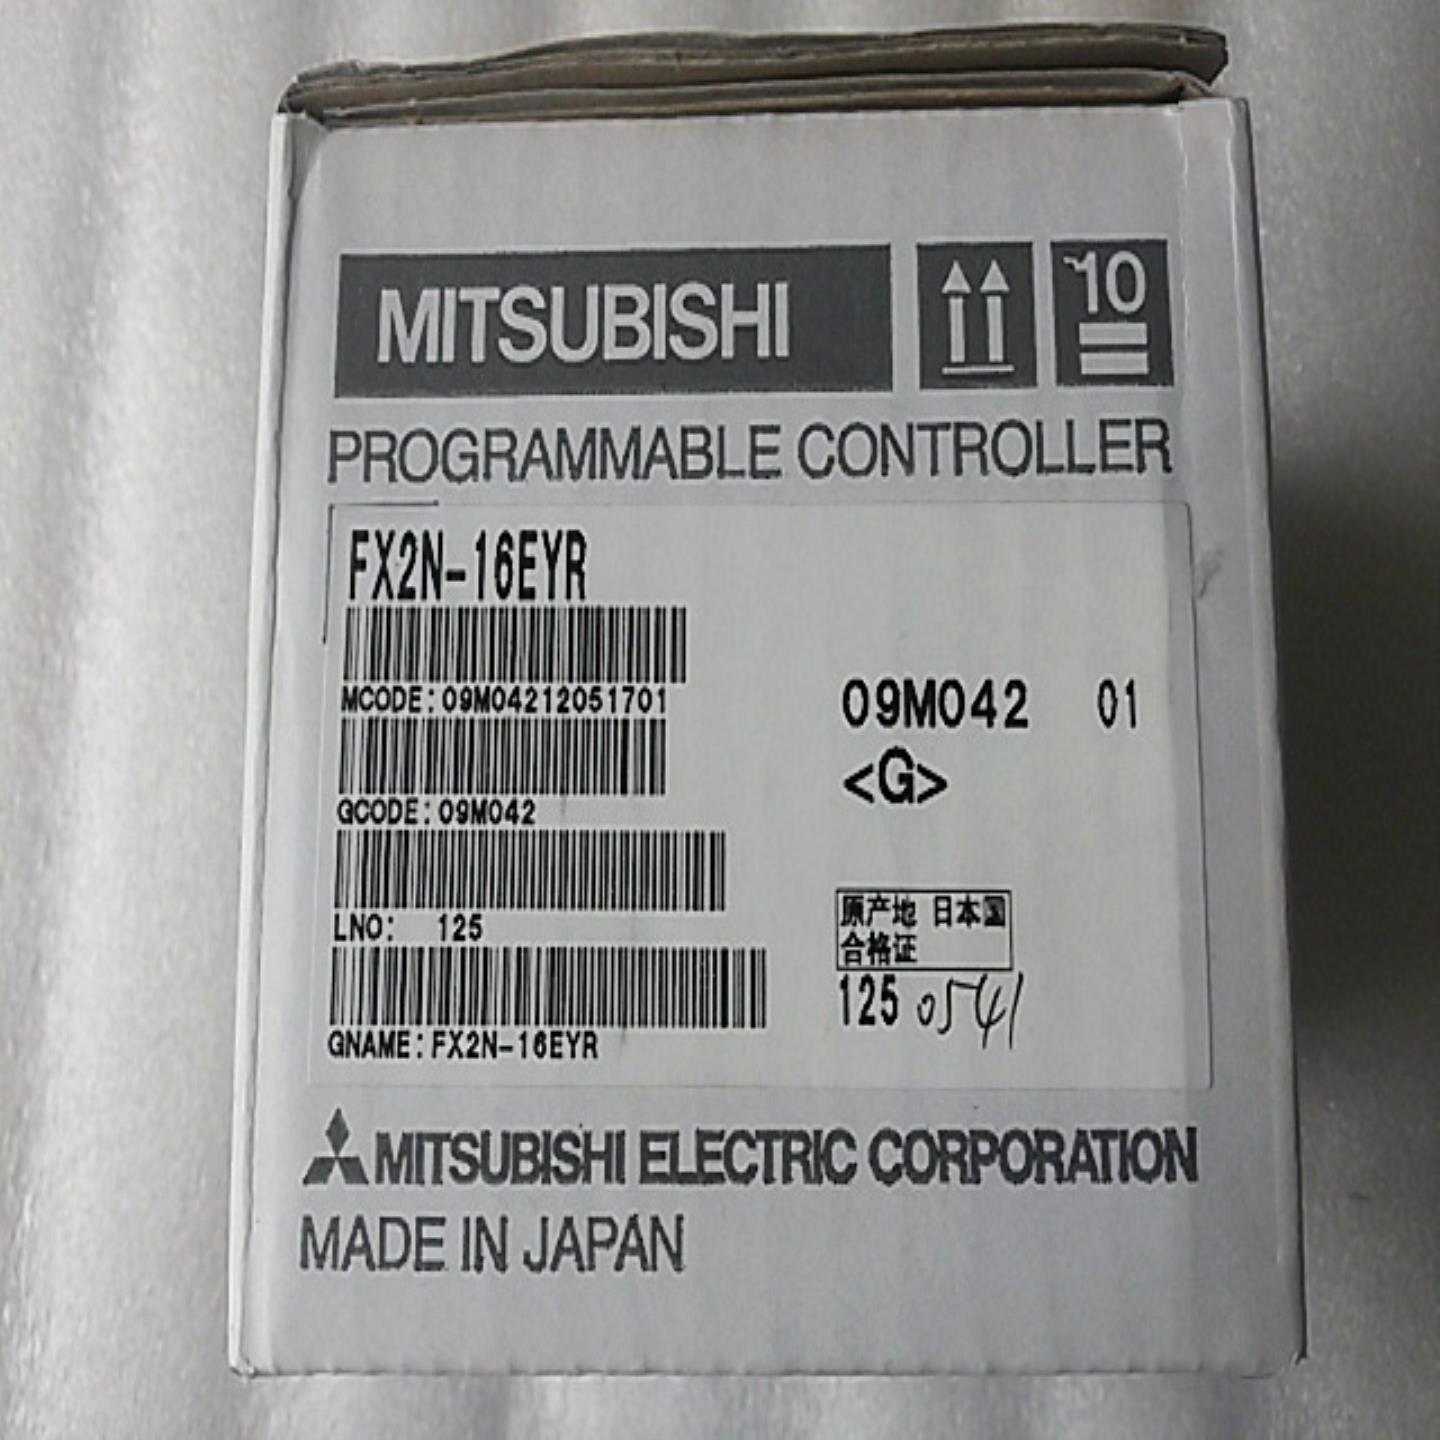 MITSUBISHI
10
PROGRAMMABLE CONTROLLER
FX2N-16EYR
MCODE:09M04212051701
09M042 01
<G>
GCODE:09M042
LNO: 125
原产地 日本国
合格证
125 0541
GNAME:FX2N-16EYR
MITSUBISHI ELECTRIC CORPORATION
MADE IN JAPAN